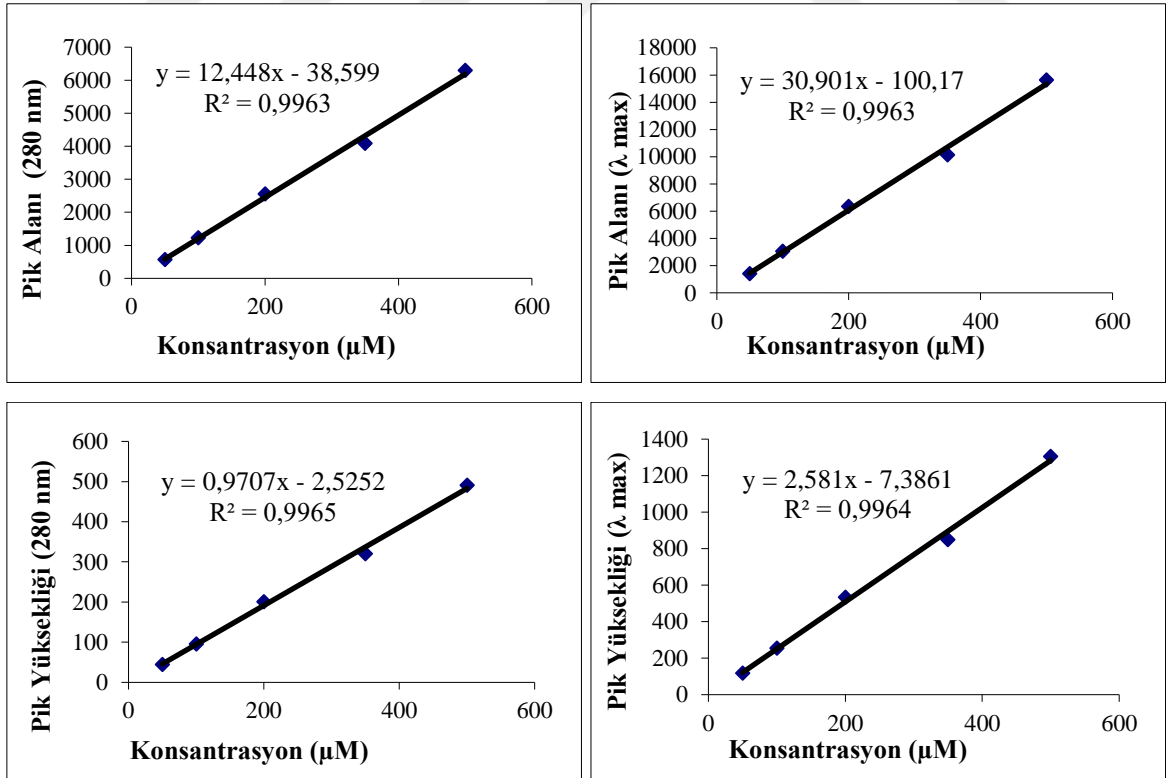 Pik Alanı (280 nm)
7000
6000
5000
4000
3000
2000
1000
0
y = 12,448x - 38,599
R² = 0,9963
0 200 400 600
Konsantrasyon (µM)
Pik Alanı (λ max)
18000
16000
14000
12000
10000
8000
6000
4000
2000
0
y = 30,901x - 100,17
R² = 0,9963
0 200 400 600
Konsantrasyon (µM)
Pik Yüksekliği (280 nm)
600
500
400
300
200
100
0
y = 0,9707x - 2,5252
R² = 0,9965
0 200 400 600
Konsantrasyon (µM)
Pik Yüksekliği (λ max)
1400
1200
1000
800
600
400
200
0
y = 2,581x - 7,3861
R² = 0,9964
0 200 400 600
Konsantrasyon (µM)